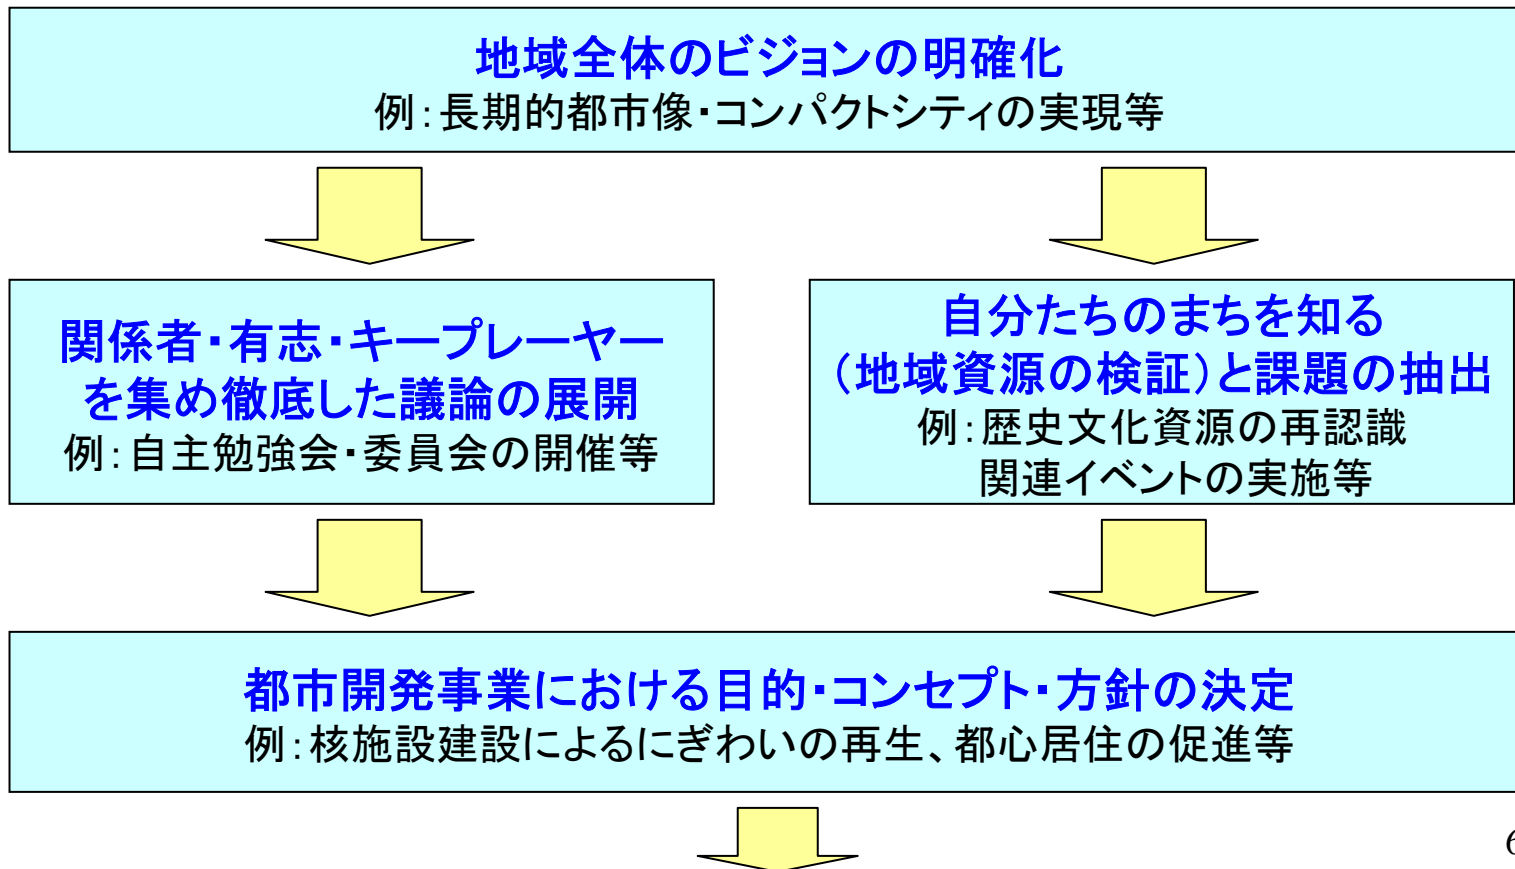 地域全体のビジョンの明確化
例：長期的都市像・コンパクトシティの実現等
関係者・有志・キープレーヤー
を集め徹底した議論の展開
例：自主勉強会・委員会の開催等
自分たちのまちを知る
（地域資源の検証）と課題の抽出
例：歴史文化資源の再認識
関連イベントの実施等
都市開発事業における目的・コンセプト・方針の決定
例：核施設建設によるにぎわいの再生、都心居住の促進等
6